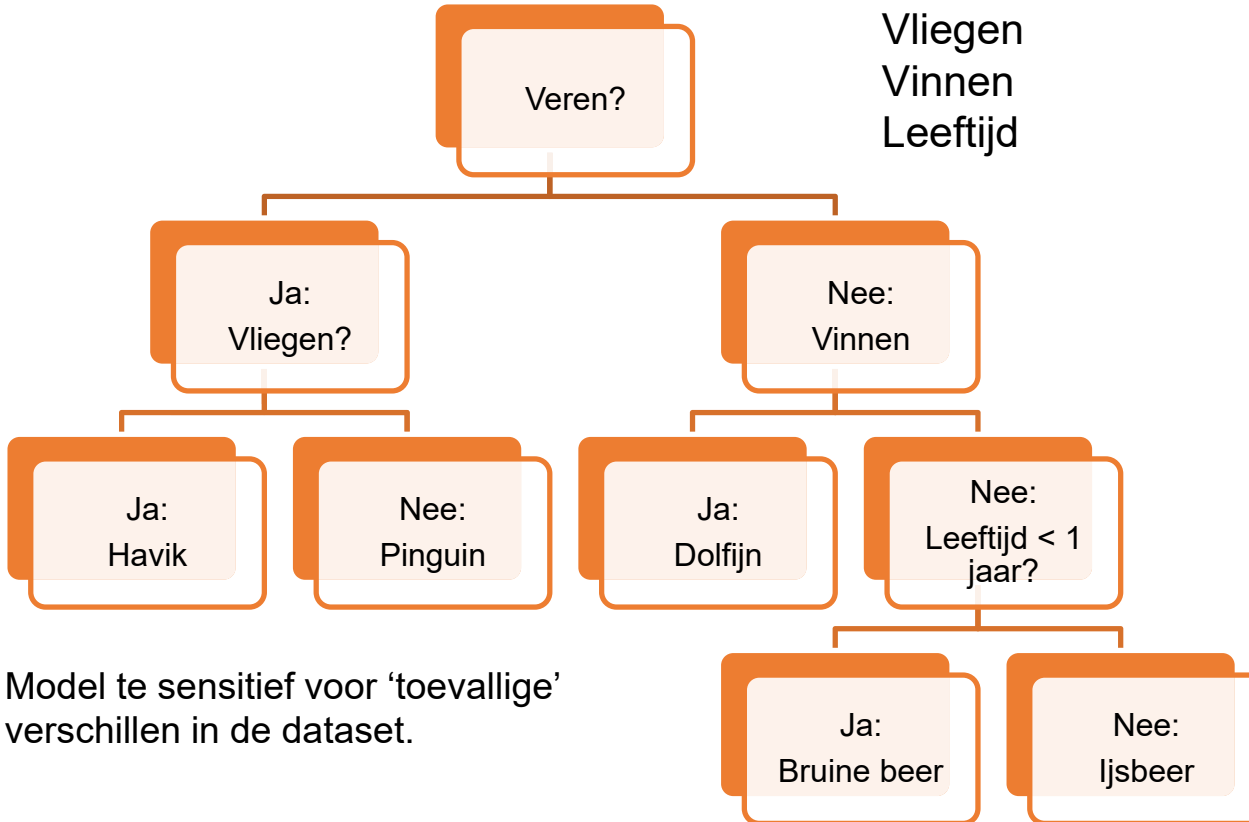 Vliegen
Vinnen
Leeftijd
Veren?
Ja:
Vliegen?
Nee:
Vinnen
Ja:
Havik
Nee:
Pinguin
Ja:
Dolfijn
Nee:
Leeftijd < 1
jaar?
Ja:
Bruine beer
Nee:
Ijsbeer
Model te sensitief voor ‘toevallige’
verschillen in de dataset.